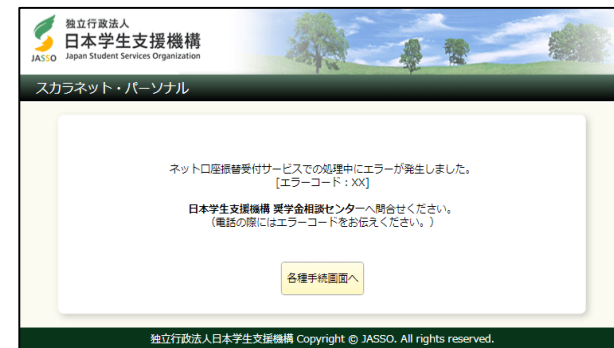 独立行政法人
日本学生支援機構
JASSO Japan Student Services Organization
スカラネット・パーソナル
ネット口座振替受付サービスでの処理中にエラーが発生しました。
[エラーコード：XX]
日本学生支援機構 奨学金相談センターへ問合せください。
（電話の際にはエラーコードをお伝えください。）
各種手続画面へ
独立行政法人日本学生支援機構 Copyright © JASSO. All rights reserved.